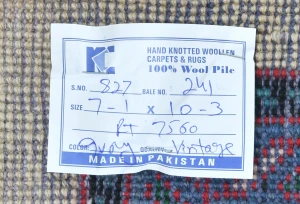 HAND KNOTTED WOOLLEN
CARPETS & RUGS
100% Wool Pile
S.NO. 827 BALE NO. 241
SIZE 7-1 x 10-3
RT 7560
COLOR Vintage
MADE IN PAKISTAN